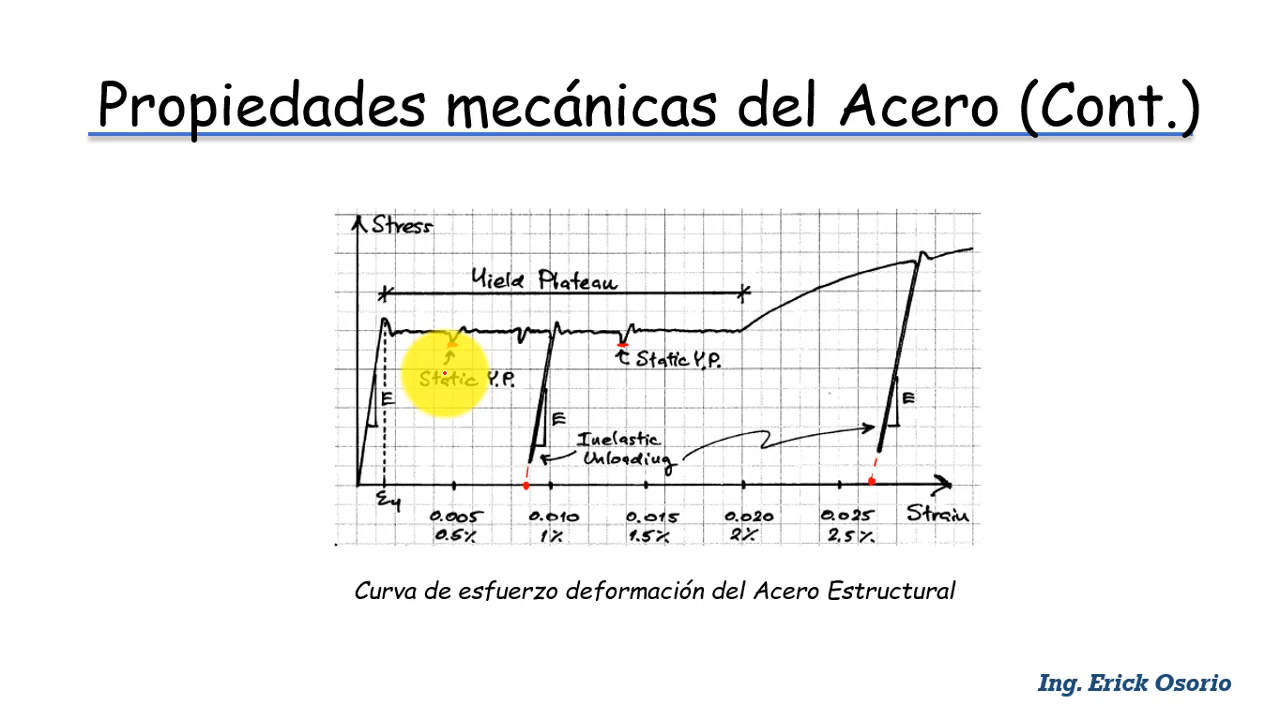 Propiedades mecánicas del Acero (Cont.)
Stress
Yield Plateau
Static Y.P.
Static Y.P.
E
E
E
Inelastic
Unloading
εy
0.005
0.010
0.015
0.020
0.025
Strain
0.5%
1%
1.5%
2%
2.5%
Curva de esfuerzo deformación del Acero Estructural
Ing. Erick Osorio